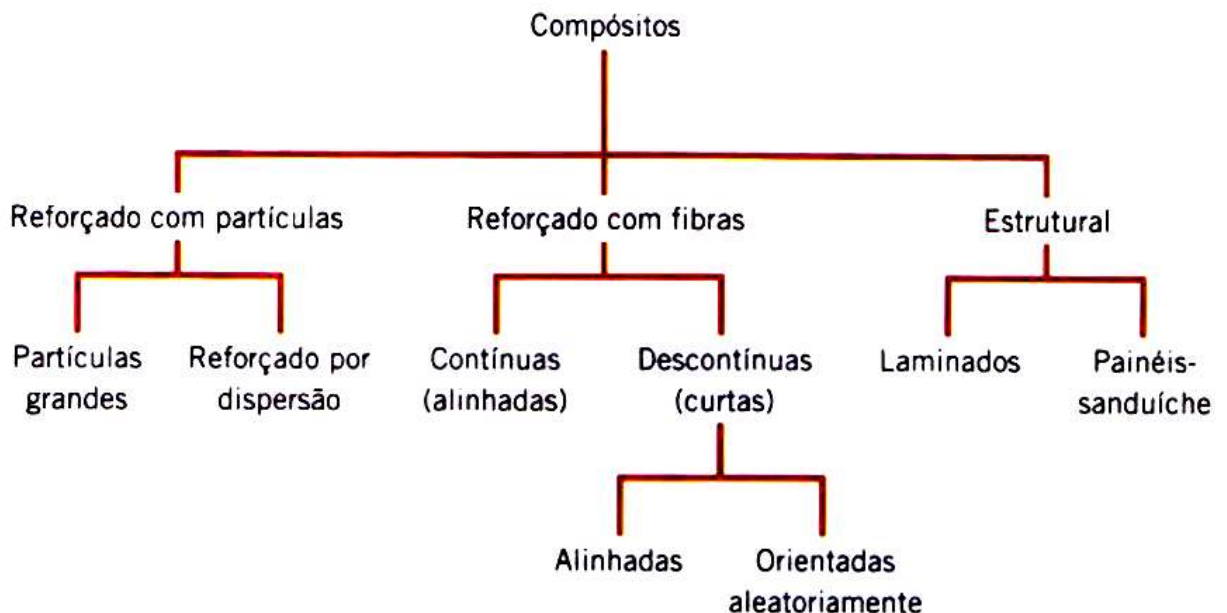 Compósitos
Reforçado com partículas
Reforçado com fibras
Estrutural
Partículas
grandes
Reforçado por
dispersão
Contínuas
(alinhadas)
Descontínuas
(curtas)
Laminados
Painéis-
sanduíche
Alinhadas
Orientadas
aleatoriamente